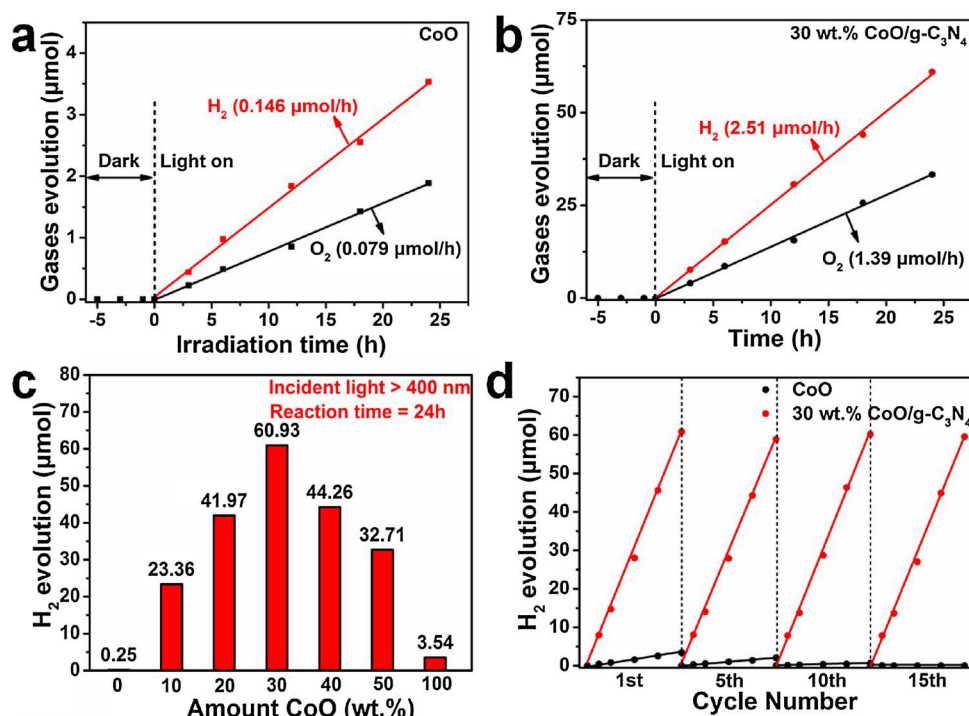 a
CoO
Gases evolution (μmol)
4
3
2
1
0
H₂ (0.146 μmol/h)
Dark
Light on
O₂ (0.079 μmol/h)
-5 0 5 10 15 20 25
Irradiation time (h)
b
30 wt.% CoO/g-C₃N₄
Gases evolution (μmol)
75
50
25
0
H₂ (2.51 μmol/h)
Dark
Light on
O₂ (1.39 μmol/h)
-5 0 5 10 15 20 25
Time (h)
c
Incident light > 400 nm
Reaction time = 24h
H₂ evolution (μmol)
80
70
60
50
40
30
20
10
0
0.25
23.36
41.97
60.93
44.26
32.71
3.54
0 10 20 30 40 50 100
Amount CoO (wt.%)
d
CoO
30 wt.% CoO/g-C₃N₄
H₂ evolution (μmol)
70
60
50
40
30
20
10
0
1st 5th 10th 15th
Cycle Number